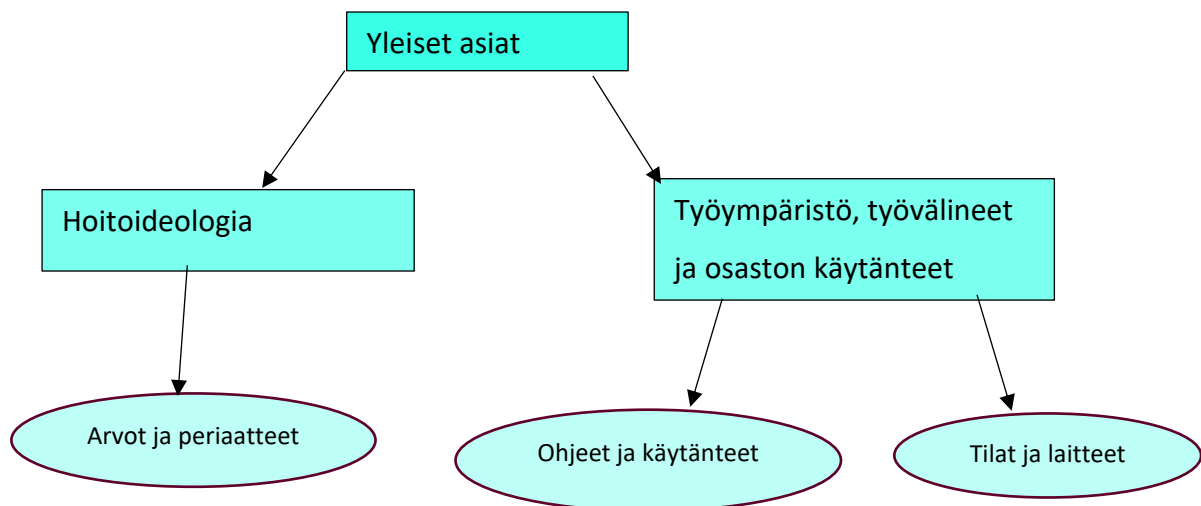 Yleiset asiat
Hoitoideologia
Työympäristö, työvälineet
ja osaston käytänteet
Arvot ja periaatteet
Ohjeet ja käytänteet
Tilat ja laitteet